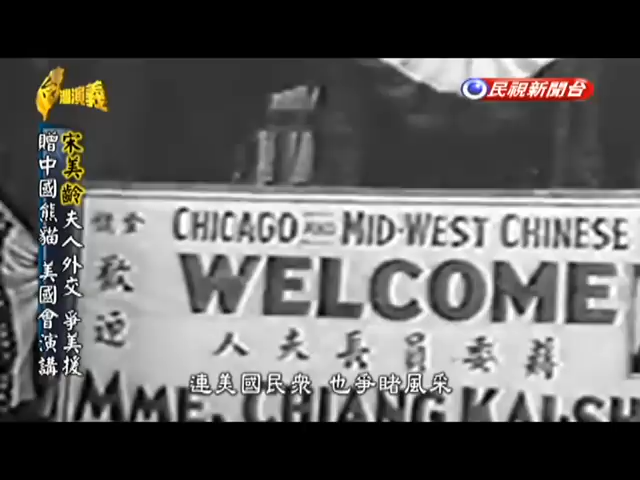 台灣演義
民視新聞台
宋美齡夫人外交 爭美援
贈中國熊貓 美國會演講
CHICAGO AND MID-WEST CHINESE
WELCOME
歡迎
蔣委員長夫人
MME. CHIANG KAI-SH
連美國民眾 也爭睹風采